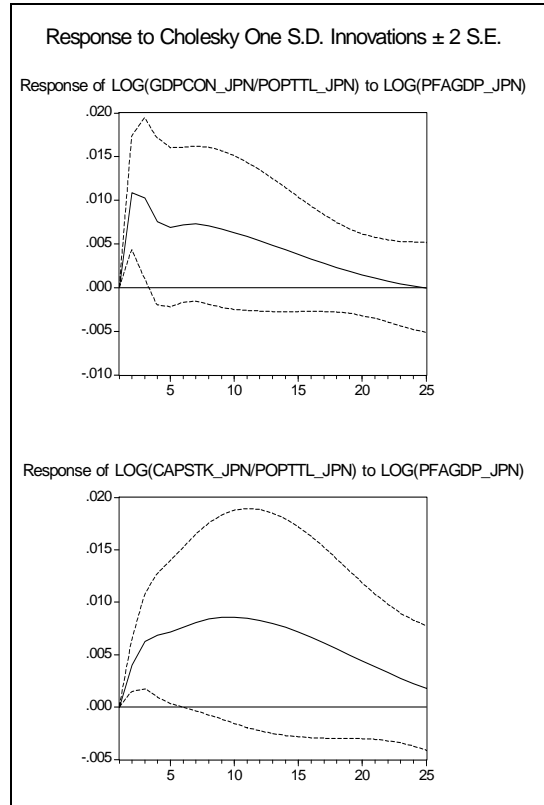 Response to Cholesky One S.D. Innovations ± 2 S.E.
Response of LOG(GDPCON_JPN/POPTTL_JPN) to LOG(PFAGDP_JPN)
.020
.015
.010
.005
.000
-.005
-.010
5 10 15 20 25
Response of LOG(CAPSTK_JPN/POPTTL_JPN) to LOG(PFAGDP_JPN)
.020
.015
.010
.005
.000
-.005
5 10 15 20 25